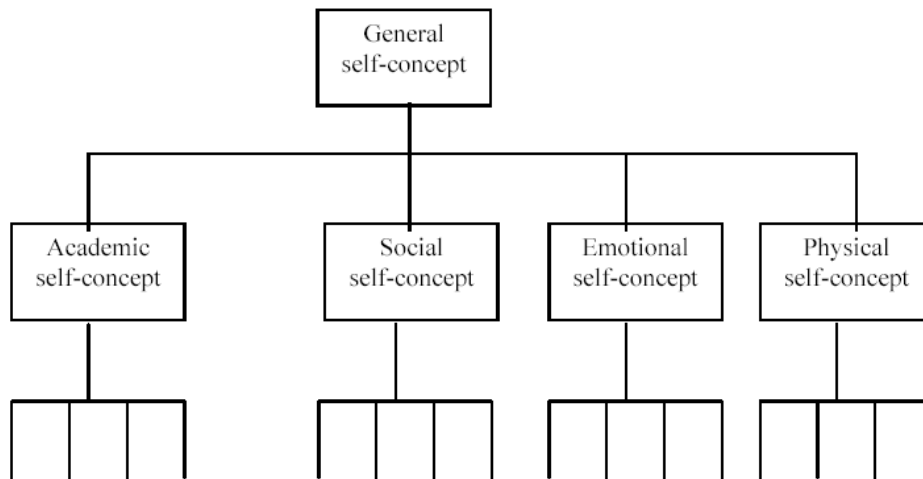 General
self-concept
Academic
self-concept
Social
self-concept
Emotional
self-concept
Physical
self-concept